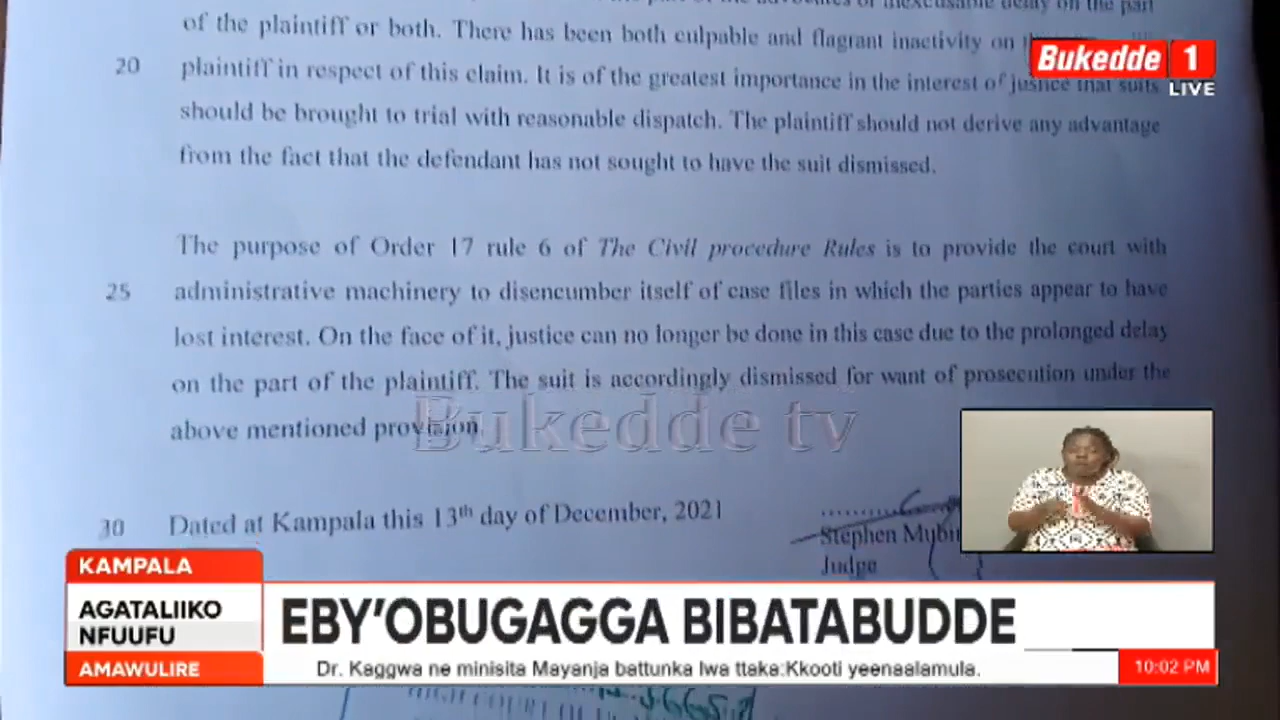 of the plaintiff or both. There has been both culpable and flagrant inactivity on
20 plaintiff in respect of this claim. It is of the greatest importance in the interest of justice that suits
should be brought to trial with reasonable dispatch. The plaintiff should not derive any advantage
from the fact that the defendant has not sought to have the suit dismissed.
The purpose of Order 17 rule 6 of The Civil procedure Rules is to provide the court with
25 administrative machinery to disencumber itself of case files in which the parties appear to have
lost interest. On the face of it, justice can no longer be done in this case due to the prolonged delay
on the part of the plaintiff. The suit is accordingly dismissed for want of prosecution under the
above mentioned provision
30 Dated at Kampala this 13th day of December, 2021
Stephen
Judge
Bukedde 1
LIVE
Bukedde tv
KAMPALA
AGATALIIKO
NFUUFU
AMAWULIRE
EBY'OBUGAGGA BIBATABUDDE
Dr. Kaggwa ne minisita Mayanja battunka lwa ttaka:Kkooti yeenaalamula.
10:02 PM